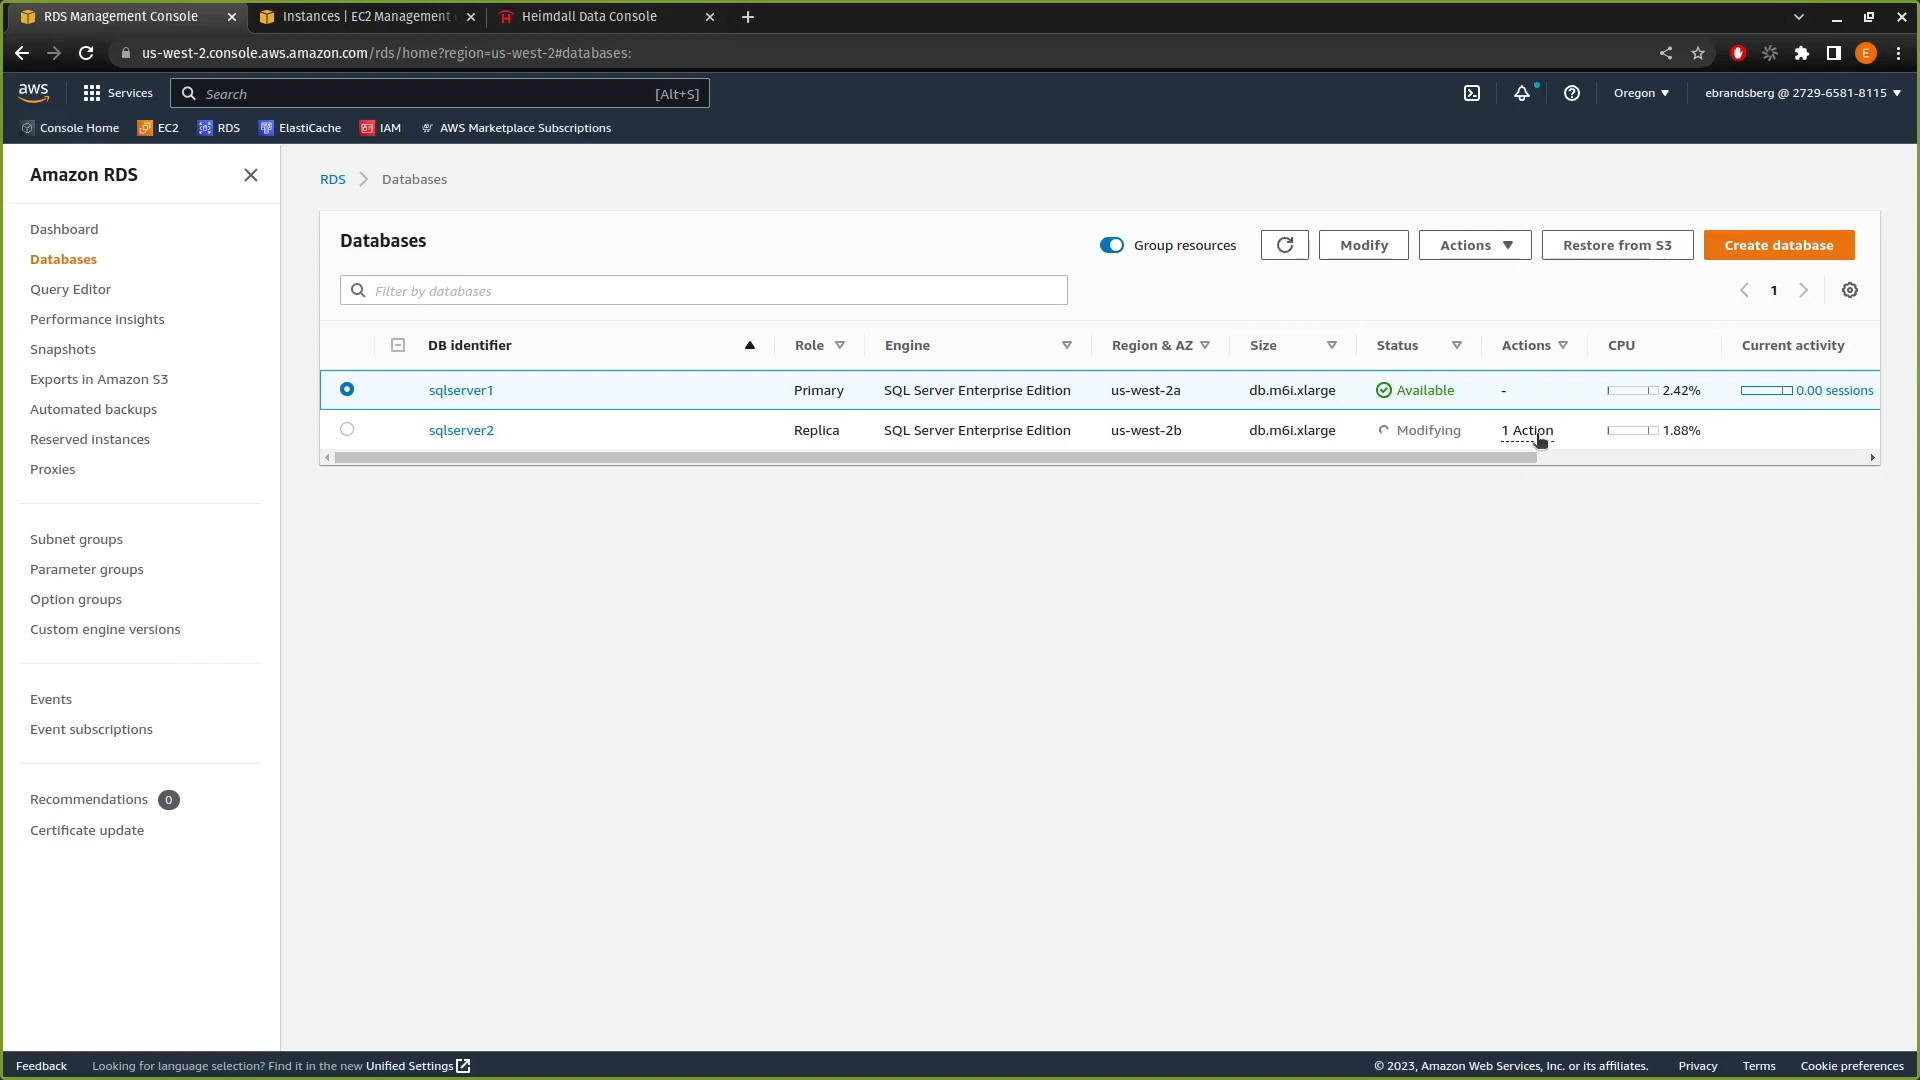 RDS Management Console
Instances | EC2 Management
Heimdall Data Console
us-west-2.console.aws.amazon.com/rds/home?region=us-west-2#databases:
E
aws
Services
Search
[Alt+S]
Oregon
ebrandsberg @ 2729-6581-8115
Console Home
EC2
RDS
ElastiCache
IAM
AWS Marketplace Subscriptions
Amazon RDS
Dashboard
Databases
Query Editor
Performance insights
Snapshots
Exports in Amazon S3
Automated backups
Reserved instances
Proxies
Subnet groups
Parameter groups
Option groups
Custom engine versions
Events
Event subscriptions
Recommendations 0
Certificate update
RDS > Databases
Databases
Group resources
Modify
Actions
Restore from S3
Create database
Filter by databases
1
DB identifier Role Engine Region & AZ Size Status Actions CPU Current activity
sqlserver1 Primary SQL Server Enterprise Edition us-west-2a db.m6i.xlarge Available - 2.42% 0.00 sessions
sqlserver2 Replica SQL Server Enterprise Edition us-west-2b db.m6i.xlarge Modifying 1 Action 1.88%
Feedback
Looking for language selection? Find it in the new Unified Settings
© 2023, Amazon Web Services, Inc. or its affiliates.
Privacy
Terms
Cookie preferences